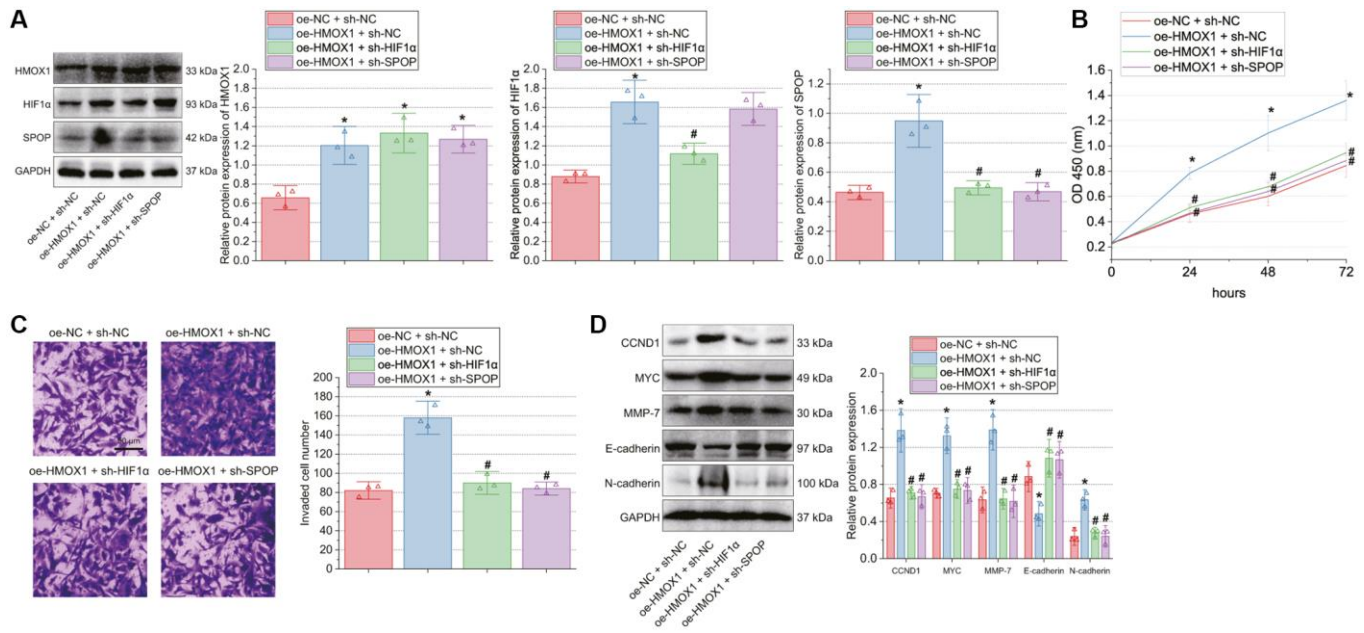 A
oe-NC + sh-NC
oe-HMOX1 + sh-NC
oe-HMOX1 + sh-HIF1α
oe-HMOX1 + sh-SPOP
HMOX1
33 kDa
HIF1α
93 kDa
SPOP
42 kDa
GAPDH
37 kDa
oe-NC + sh-NC
oe-HMOX1 + sh-NC
oe-HMOX1 + sh-HIF1α
oe-HMOX1 + sh-SPOP
Relative protein expression of HMOX1
2.0
1.8
1.6
1.4
1.2
1.0
0.8
0.6
0.4
0.2
0.0
*
*
*
oe-NC + sh-NC
oe-HMOX1 + sh-NC
oe-HMOX1 + sh-HIF1α
oe-HMOX1 + sh-SPOP
Relative protein expression of HIF1α
2.0
1.8
1.6
1.4
1.2
1.0
0.8
0.6
0.4
0.2
0.0
*
#
oe-NC + sh-NC
oe-HMOX1 + sh-NC
oe-HMOX1 + sh-HIF1α
oe-HMOX1 + sh-SPOP
Relative protein expression of SPOP
1.2
1.0
0.8
0.6
0.4
0.2
0.0
*
#
#
B
oe-NC + sh-NC
oe-HMOX1 + sh-NC
oe-HMOX1 + sh-HIF1α
oe-HMOX1 + sh-SPOP
OD 450 (nm)
1.6
1.4
1.2
1.0
0.8
0.6
0.4
0.2
*
*
*
#
#
#
#
#
#
0
24
48
72
hours
C
oe-NC + sh-NC
oe-HMOX1 + sh-NC
oe-HMOX1 + sh-HIF1α
oe-HMOX1 + sh-SPOP
oe-NC + sh-NC
oe-HMOX1 + sh-NC
oe-HMOX1 + sh-HIF1α
oe-HMOX1 + sh-SPOP
Invaded cell number
200
180
160
140
120
100
80
60
40
20
0
*
#
#
D
CCND1
33 kDa
MYC
49 kDa
MMP-7
30 kDa
E-cadherin
97 kDa
N-cadherin
100 kDa
GAPDH
37 kDa
oe-NC + sh-NC
oe-HMOX1 + sh-NC
oe-HMOX1 + sh-HIF1α
oe-HMOX1 + sh-SPOP
oe-NC + sh-NC
oe-HMOX1 + sh-NC
oe-HMOX1 + sh-HIF1α
oe-HMOX1 + sh-SPOP
Relative protein expression
2.0
1.6
1.2
0.8
0.4
0.0
*
# #
*
# #
*
# #
*
# #
*
# #
CCND1
MYC
MMP-7
E-cadherin
N-cadherin